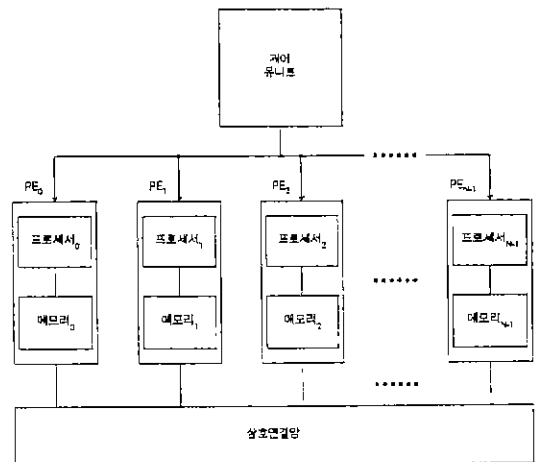 제어
유니트
PE0
PE1
PE2
PEN-1
프로세서0
프로세서1
프로세서2
프로세서N-1
메모리0
메모리1
메모리2
메모리N-1
상호연결망